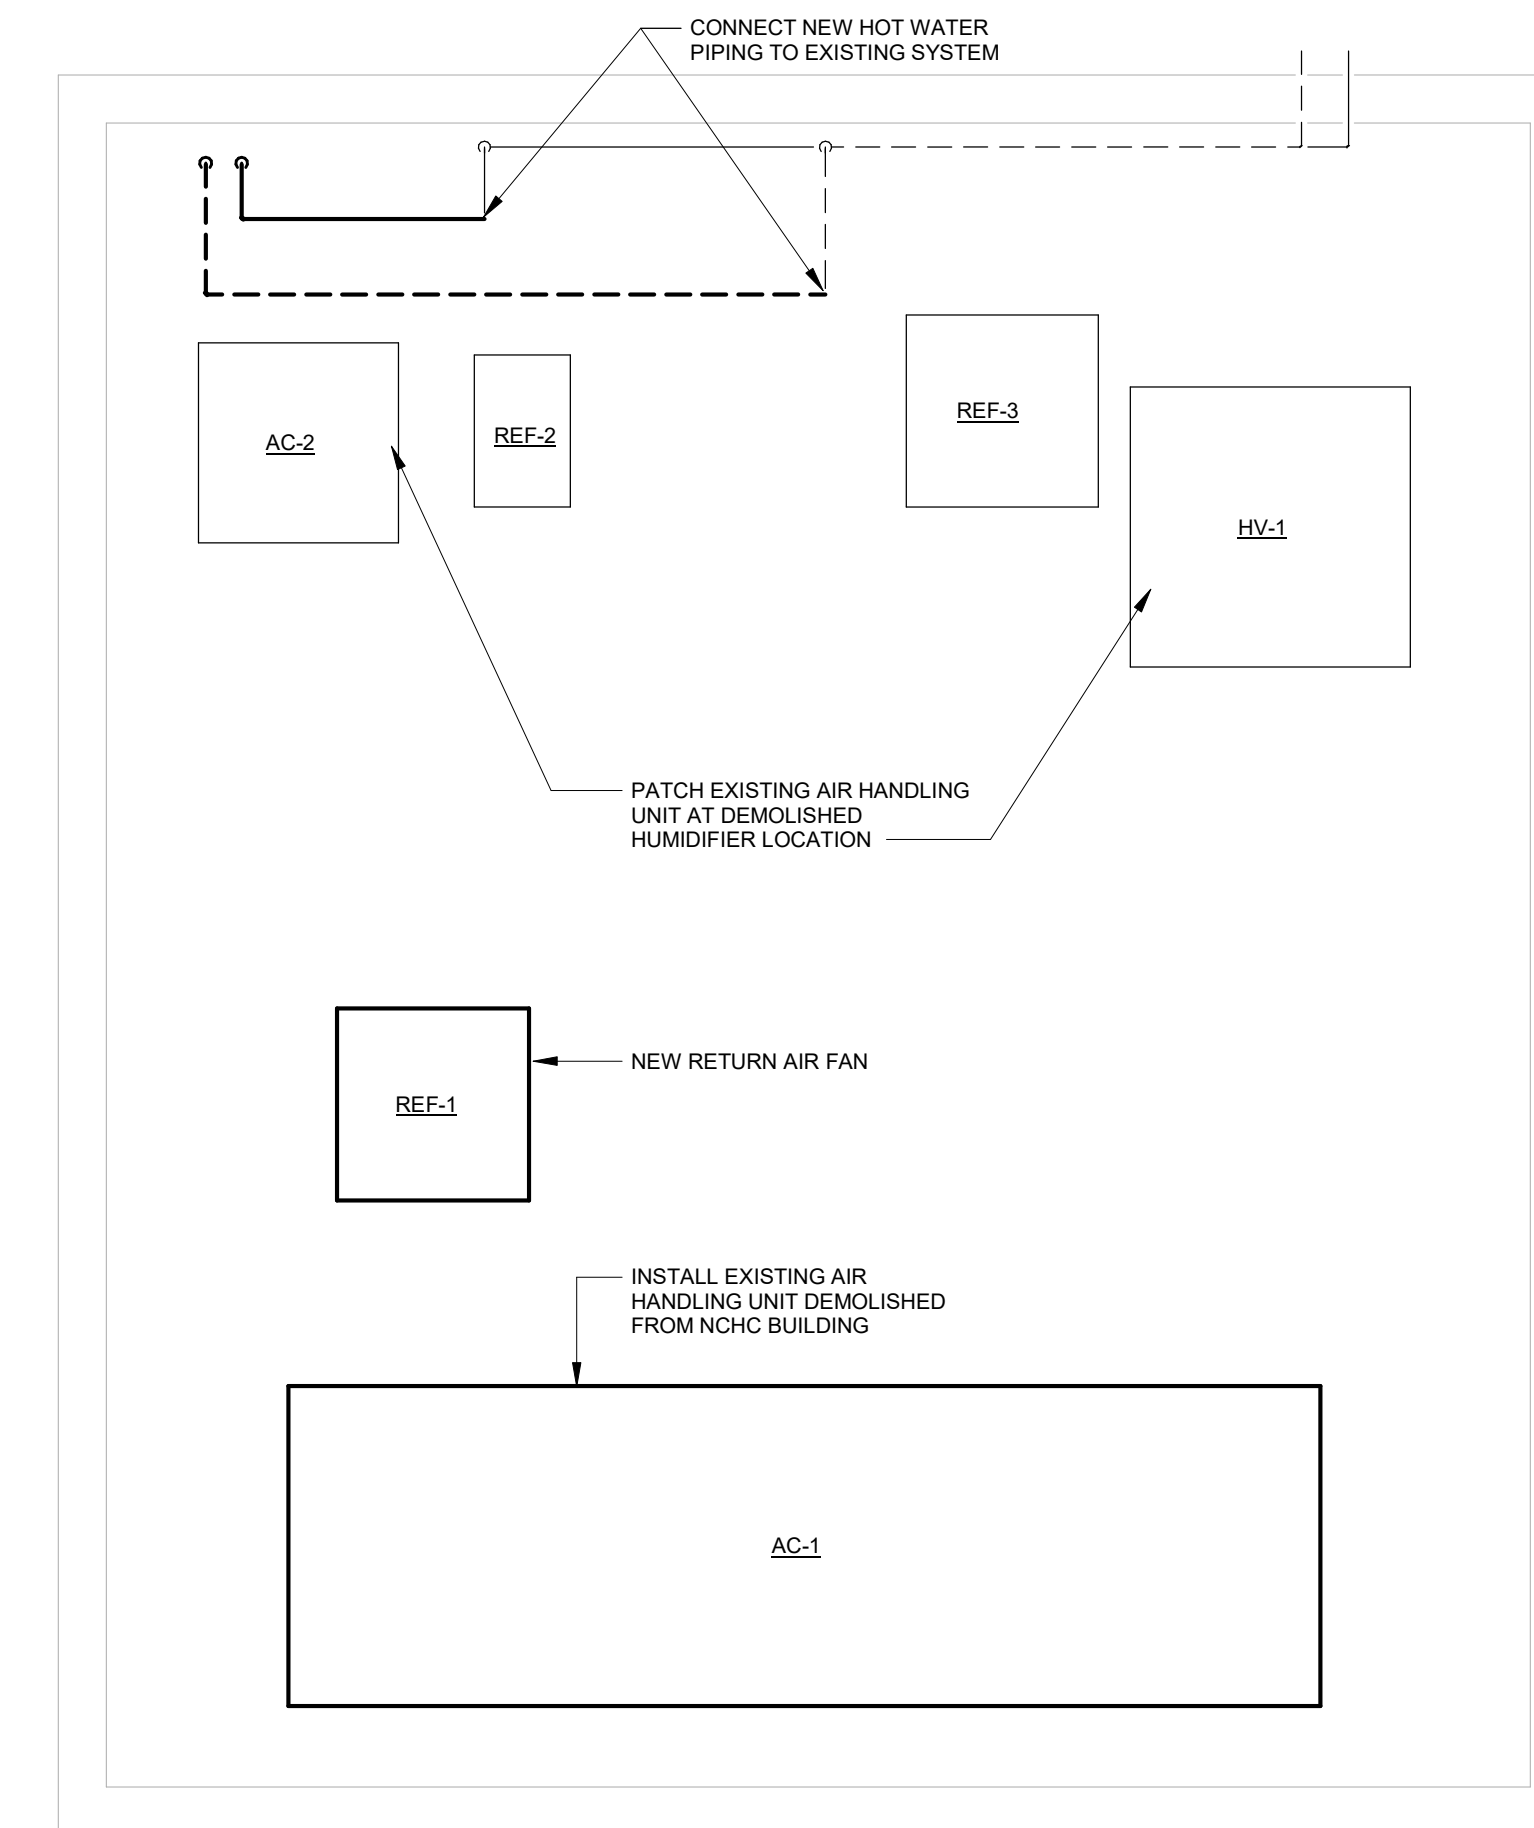 CONNECT NEW HOT WATER
PIPING TO EXISTING SYSTEM
REF-3
AC-2
REF-2
HV-1
PATCH EXISTING AIR HANDLING
UNIT AT DEMOLISHED
HUMIDIFIER LOCATION
NEW RETURN AIR FAN
REF-1
INSTALL EXISTING AIR
HANDLING UNIT DEMOLISHED
FROM NCHC BUILDING
AC-1